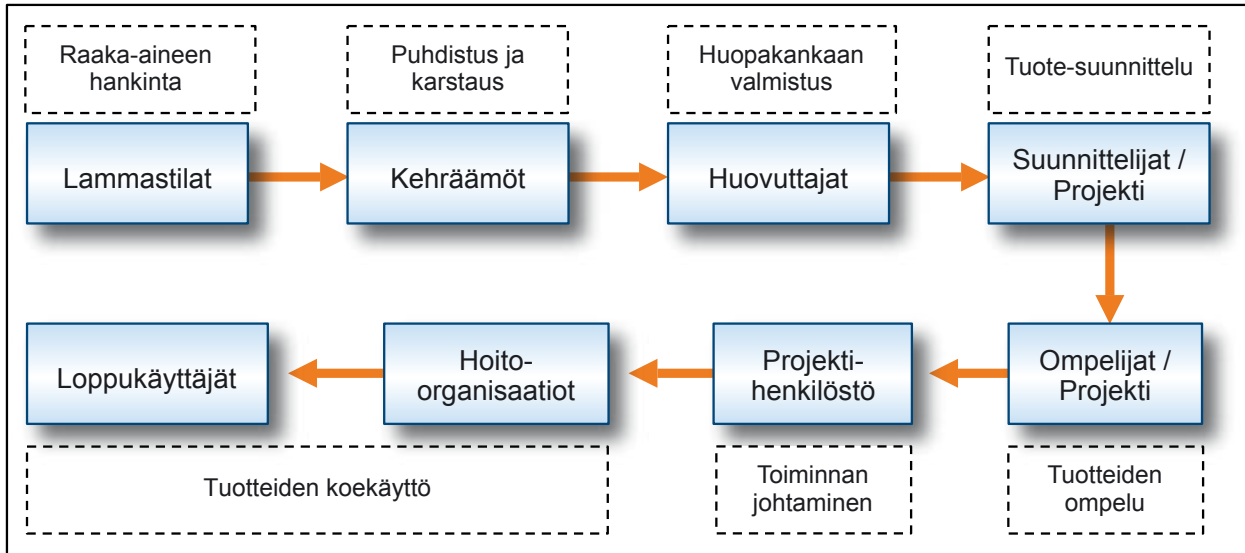 Raaka-aineen
hankinta
Puhdistus ja
karstaus
Huopakankaan
valmistus
Tuote-suunnittelu
Lammastilat
Kehräämöt
Huovuttajat
Suunnittelijat /
Projekti
Loppukäyttäjät
Hoito-
organisaatiot
Projekti-
henkilöstö
Ompelijat /
Projekti
Tuotteiden koekäyttö
Toiminnan
johtaminen
Tuotteiden
ompelu